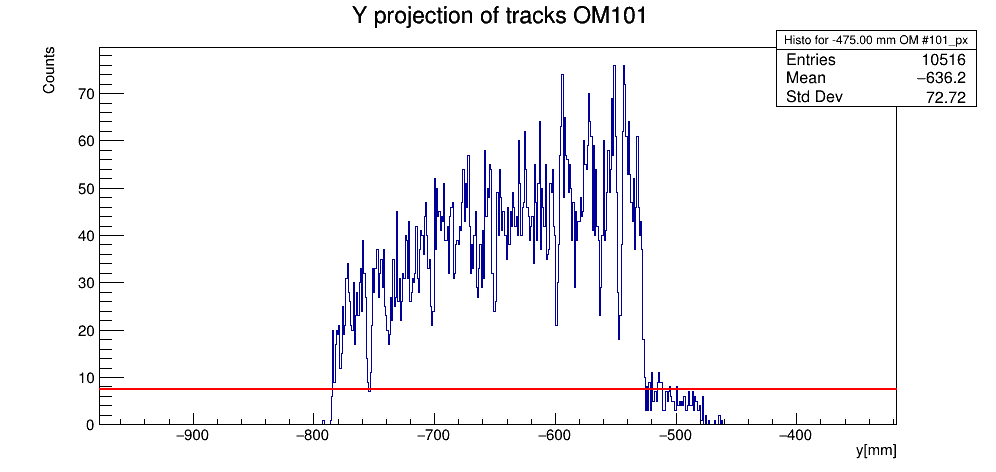 Y projection of tracks OM101
Histo for -475.00 mm OM #101_px
Entries 10516
Mean −636.2
Std Dev 72.72
Counts
70
60
50
40
30
20
10
0
−900 −800 −700 −600 −500 −400
y[mm]